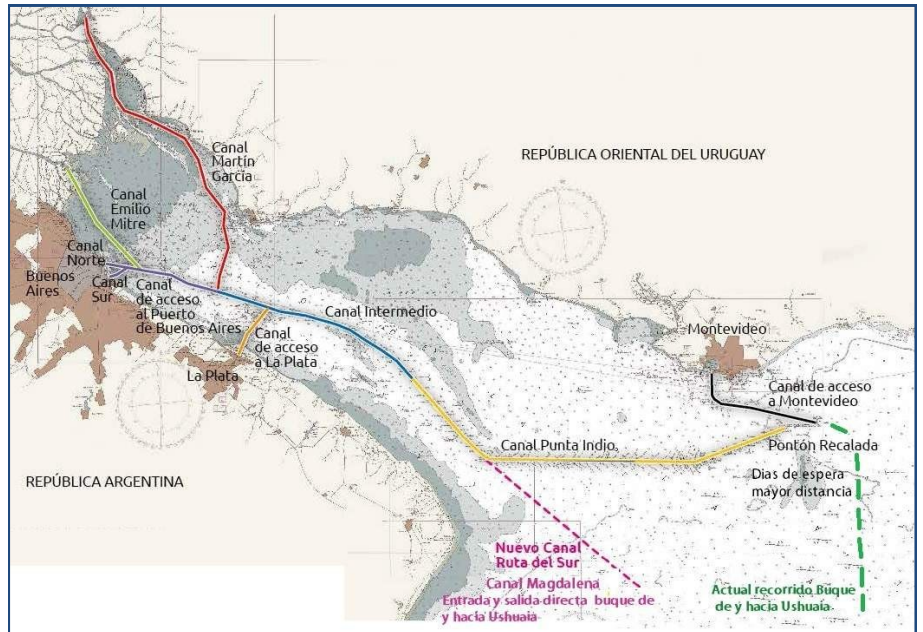 Canal
Martín
García
REPÚBLICA ORIENTAL DEL URUGUAY
Canal
Emilio
Mitre
Canal
Norte
Buenos
Aires
Canal
Sur
Canal
de acceso
al Puerto
de Buenos Aires
Canal Intermedio
Canal
de acceso
a La Plata
La Plata
Montevideo
Canal de acceso
a Montevideo
Canal Punta Indio
Pontón Recalada
Dias de espera
mayor distancia
REPÚBLICA ARGENTINA
Nuevo Canal
Ruta del Sur
Canal Magdalena
Entrada y salida directa buque de
y hacia Ushuaia
Actual recorrido Buque
de y hacia Ushuaia